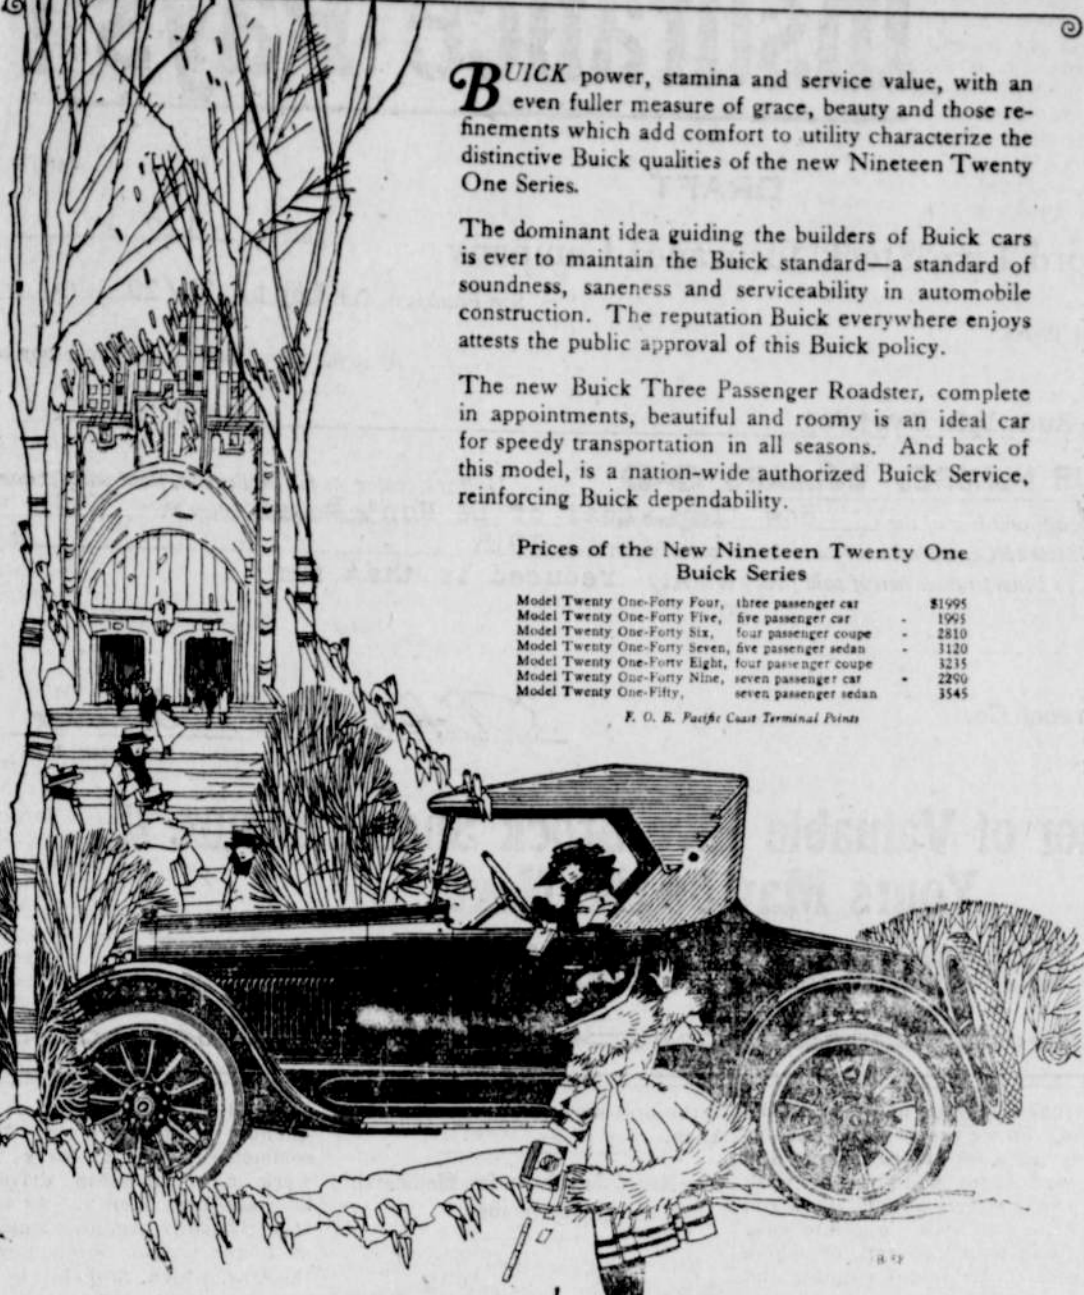 BUICK power, stamina and service value, with an
even fuller measure of grace, beauty and those re-
finements which add comfort to utility characterize the
distinctive Buick qualities of the new Nineteen Twenty
One Series.
The dominant idea guiding the builders of Buick cars
is ever to maintain the Buick standard—a standard of
soundness, saneness and serviceability in automobile
construction. The reputation Buick everywhere enjoys
attests the public approval of this Buick policy.
The new Buick Three Passenger Roadster, complete
in appointments, beautiful and roomy is an ideal car
for speedy transportation in all seasons. And back of
this model, is a nation-wide authorized Buick Service,
reinforcing Buick dependability.
Prices of the New Nineteen Twenty One
Buick Series
Model Twenty One-Forty Four, three passenger car $1995
Model Twenty One-Forty Five, five passenger car - 1995
Model Twenty One-Forty Six, four passenger coupe - 2810
Model Twenty One-Forty Seven, five passenger sedan - 3120
Model Twenty One-Forty Eight, four passenger coupe 3235
Model Twenty One-Forty Nine, seven passenger car - 2290
Model Twenty One-Fifty, seven passenger sedan 3545
F. O. B. Pacific Coast Terminal Points